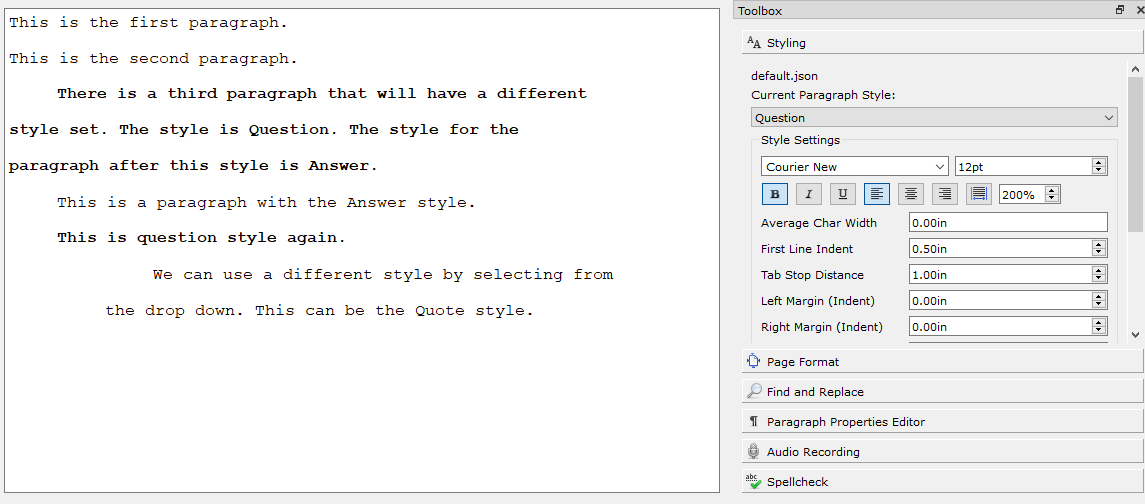 This is the first paragraph.
This is the second paragraph.
There is a third paragraph that will have a different
style set. The style is Question. The style for the
paragraph after this style is Answer.
This is a paragraph with the Answer style.
This is question style again.
We can use a different style by selecting from
the drop down. This can be the Quote style.
Toolbox
Styling
default.json
Current Paragraph Style:
Question
Style Settings
Courier New 12pt
B I U 200%
Average Char Width 0.00in
First Line Indent 0.50in
Tab Stop Distance 1.00in
Left Margin (Indent) 0.00in
Right Margin (Indent) 0.00in
Page Format
Find and Replace
¶ Paragraph Properties Editor
Audio Recording
abc Spellcheck